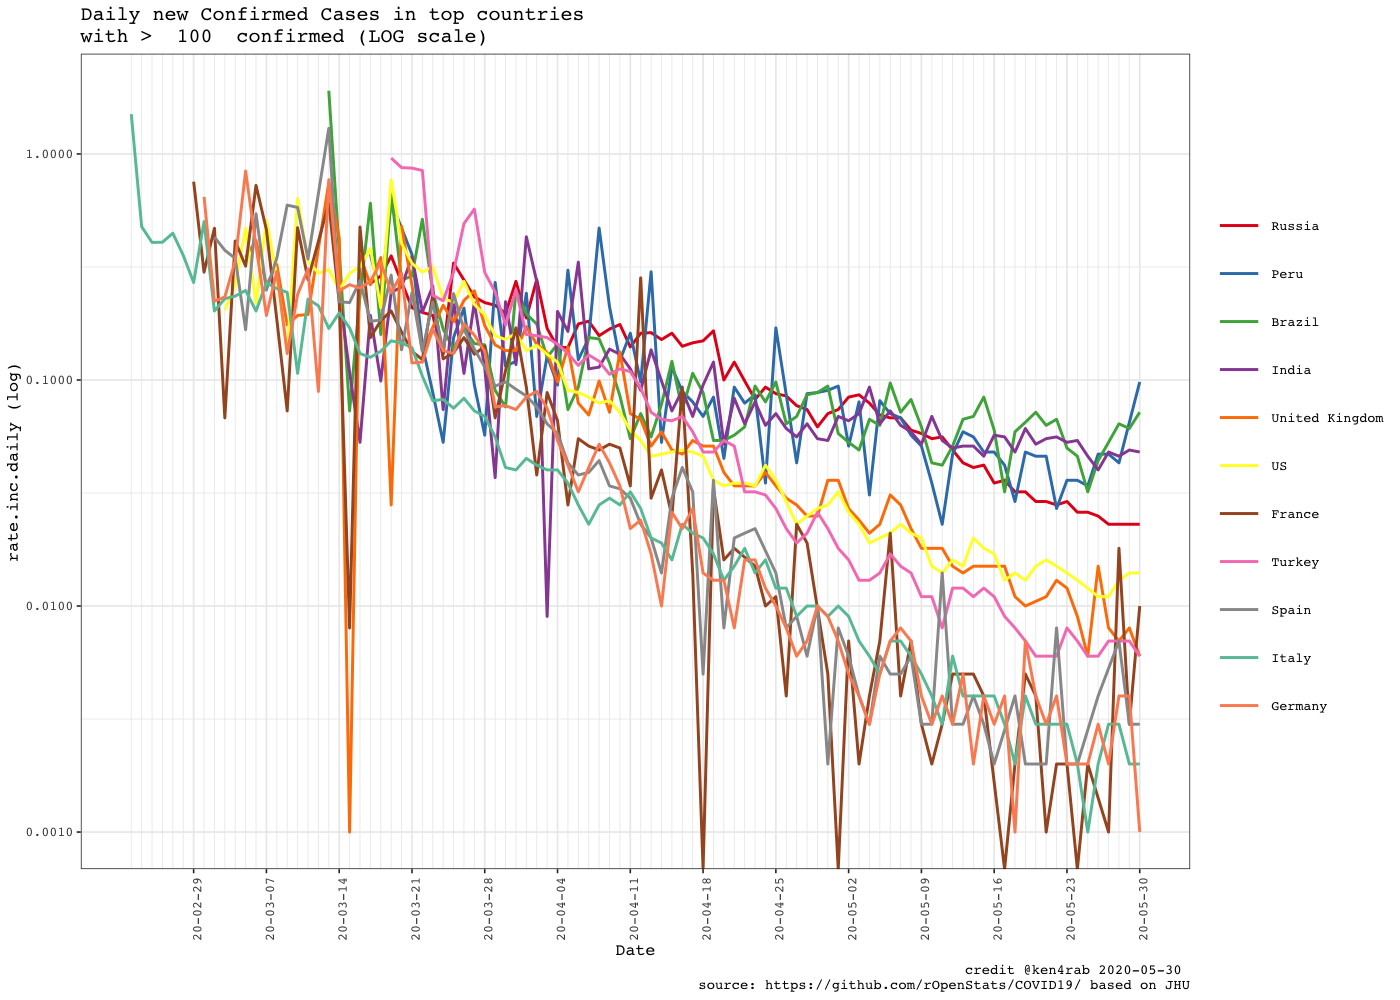 Daily new Confirmed Cases in top countries
with >  100  confirmed (LOG scale)
rate.inc.daily (log)
1.0000
0.1000
0.0100
0.0010
20-02-29
20-03-07
20-03-14
20-03-21
20-03-28
20-04-04
20-04-11
20-04-18
20-04-25
20-05-02
20-05-09
20-05-16
20-05-23
20-05-30
Date
Russia
Peru
Brazil
India
United Kingdom
US
France
Turkey
Spain
Italy
Germany
credit @ken4rab 2020-05-30
source: https://github.com/rOpenStats/COVID19/ based on JHU